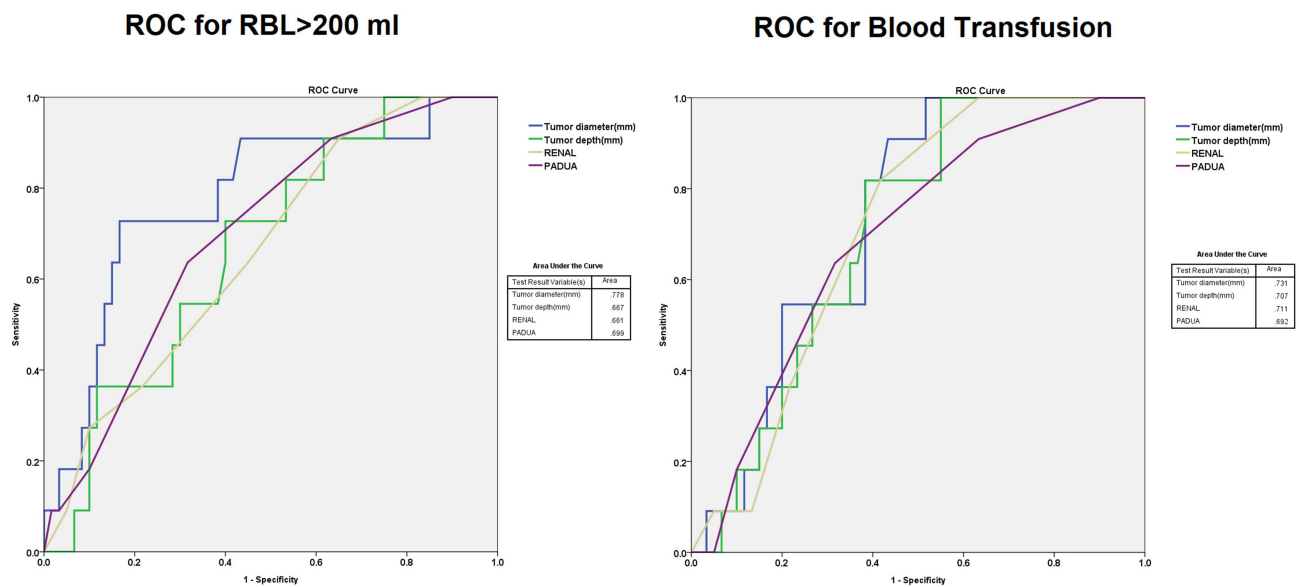 ROC for RBL>200 ml
ROC Curve
1.0
0.8
0.6
0.4
0.2
0.0
Sensitivity
0.0 0.2 0.4 0.6 0.8 1.0
1 - Specificity
Tumor diameter(mm)
Tumor depth(mm)
RENAL
PADUA
Area Under the Curve
Test Result Variable(s) Area
Tumor diameter(mm) .778
Tumor depth(mm) .667
RENAL .661
PADUA .699
ROC for Blood Transfusion
ROC Curve
1.0
0.8
0.6
0.4
0.2
0.0
Sensitivity
0.0 0.2 0.4 0.6 0.8 1.0
1 - Specificity
Tumor diameter(mm)
Tumor depth(mm)
RENAL
PADUA
Area Under the Curve
Test Result Variable(s) Area
Tumor diameter(mm) .731
Tumor depth(mm) .707
RENAL .711
PADUA .692